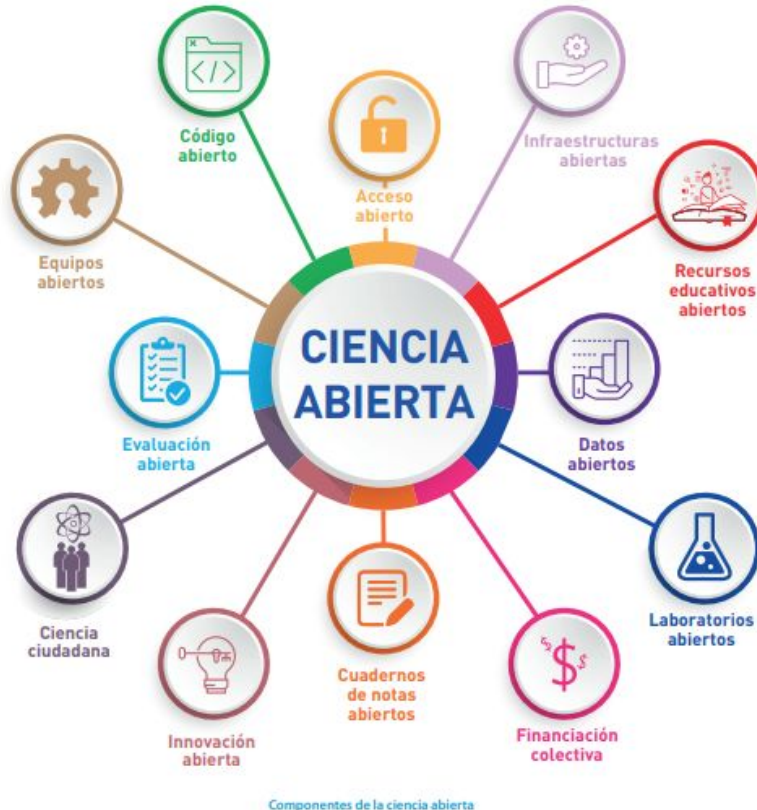 Código
abierto
Acceso
abierto
Infraestructuras
abiertas
Equipos
abiertos
Recursos
educativos
abiertos
CIENCIA
ABIERTA
Evaluación
abierta
Datos
abiertos
Ciencia
ciudadana
Laboratorios
abiertos
Innovación
abierta
Cuadernos
de notas
abiertos
$
Financiación
colectiva
Componentes de la ciencia abierta